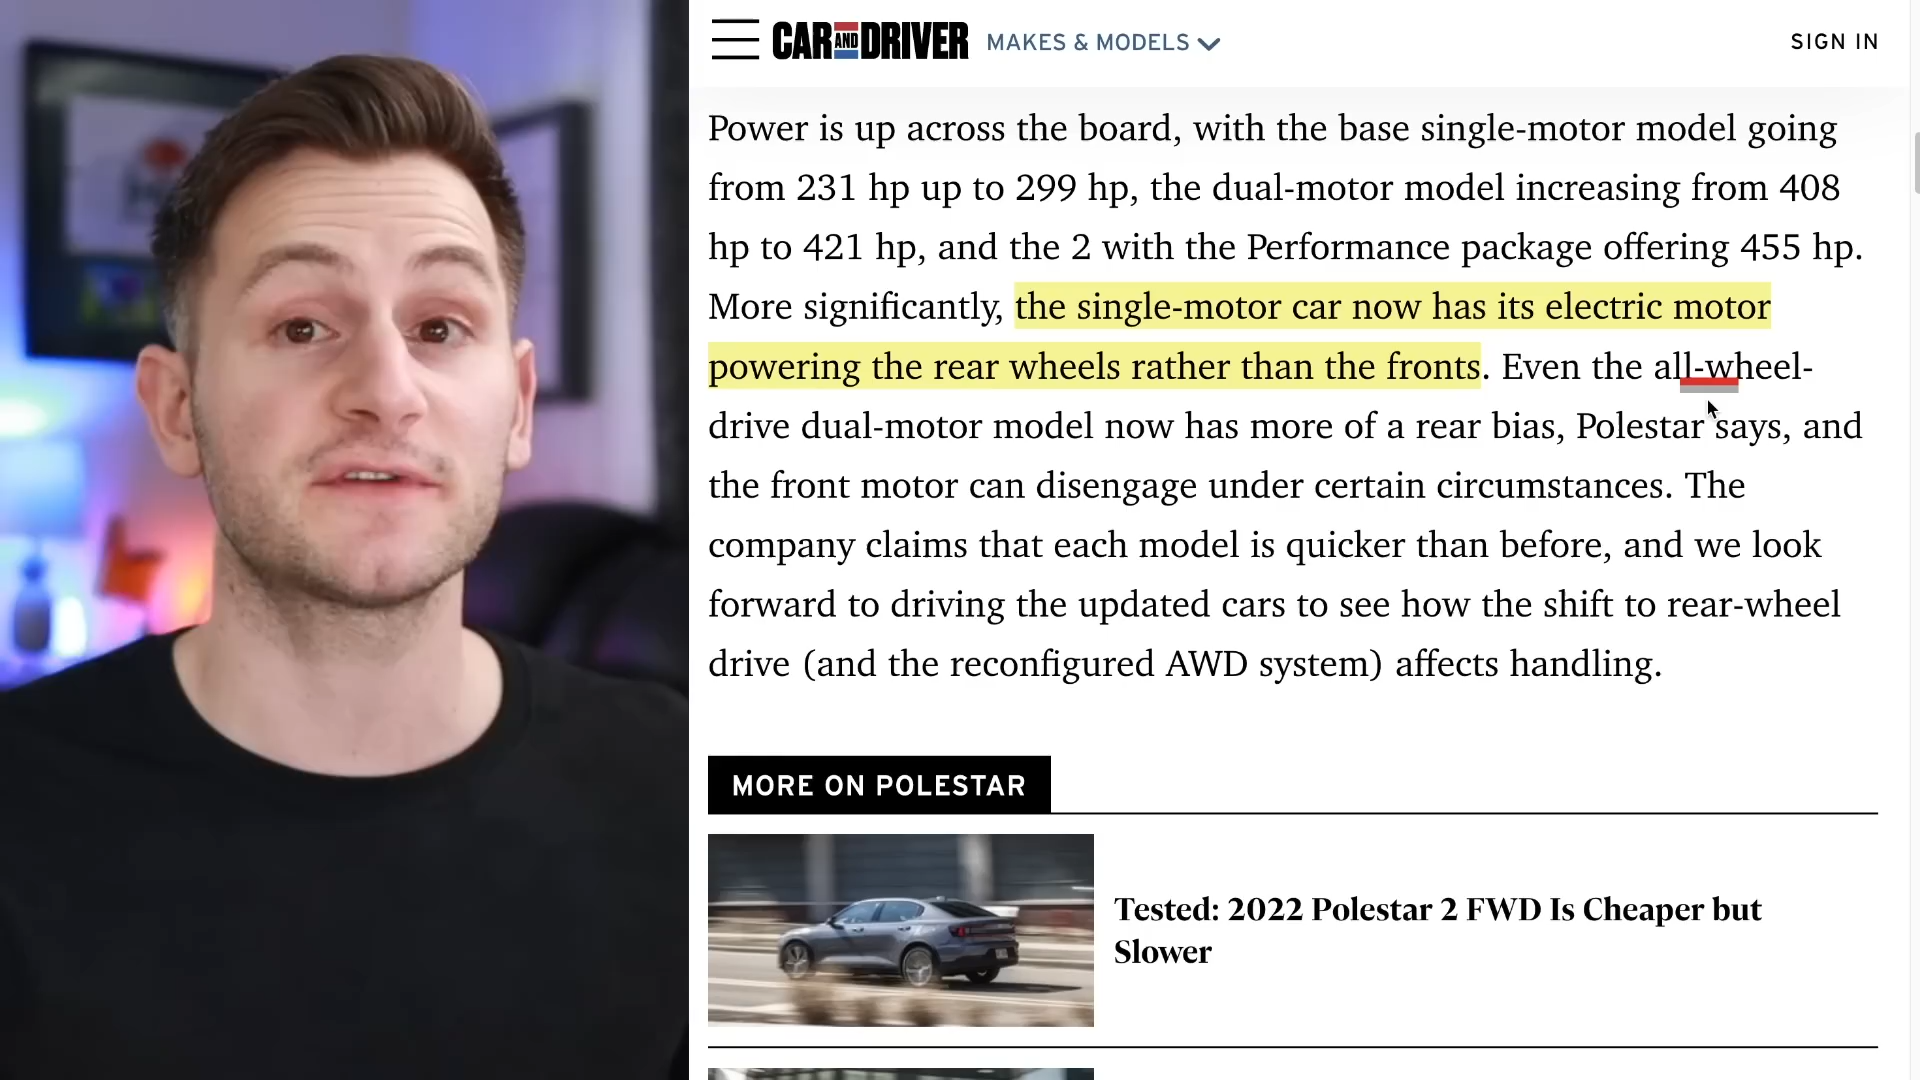 CAR AND DRIVER
MAKES & MODELS
SIGN IN
Power is up across the board, with the base single-motor model going
from 231 hp up to 299 hp, the dual-motor model increasing from 408
hp to 421 hp, and the 2 with the Performance package offering 455 hp.
More significantly, the single-motor car now has its electric motor
powering the rear wheels rather than the fronts. Even the all-wheel-
drive dual-motor model now has more of a rear bias, Polestar says, and
the front motor can disengage under certain circumstances. The
company claims that each model is quicker than before, and we look
forward to driving the updated cars to see how the shift to rear-wheel
drive (and the reconfigured AWD system) affects handling.
MORE ON POLESTAR
Tested: 2022 Polestar 2 FWD Is Cheaper but
Slower